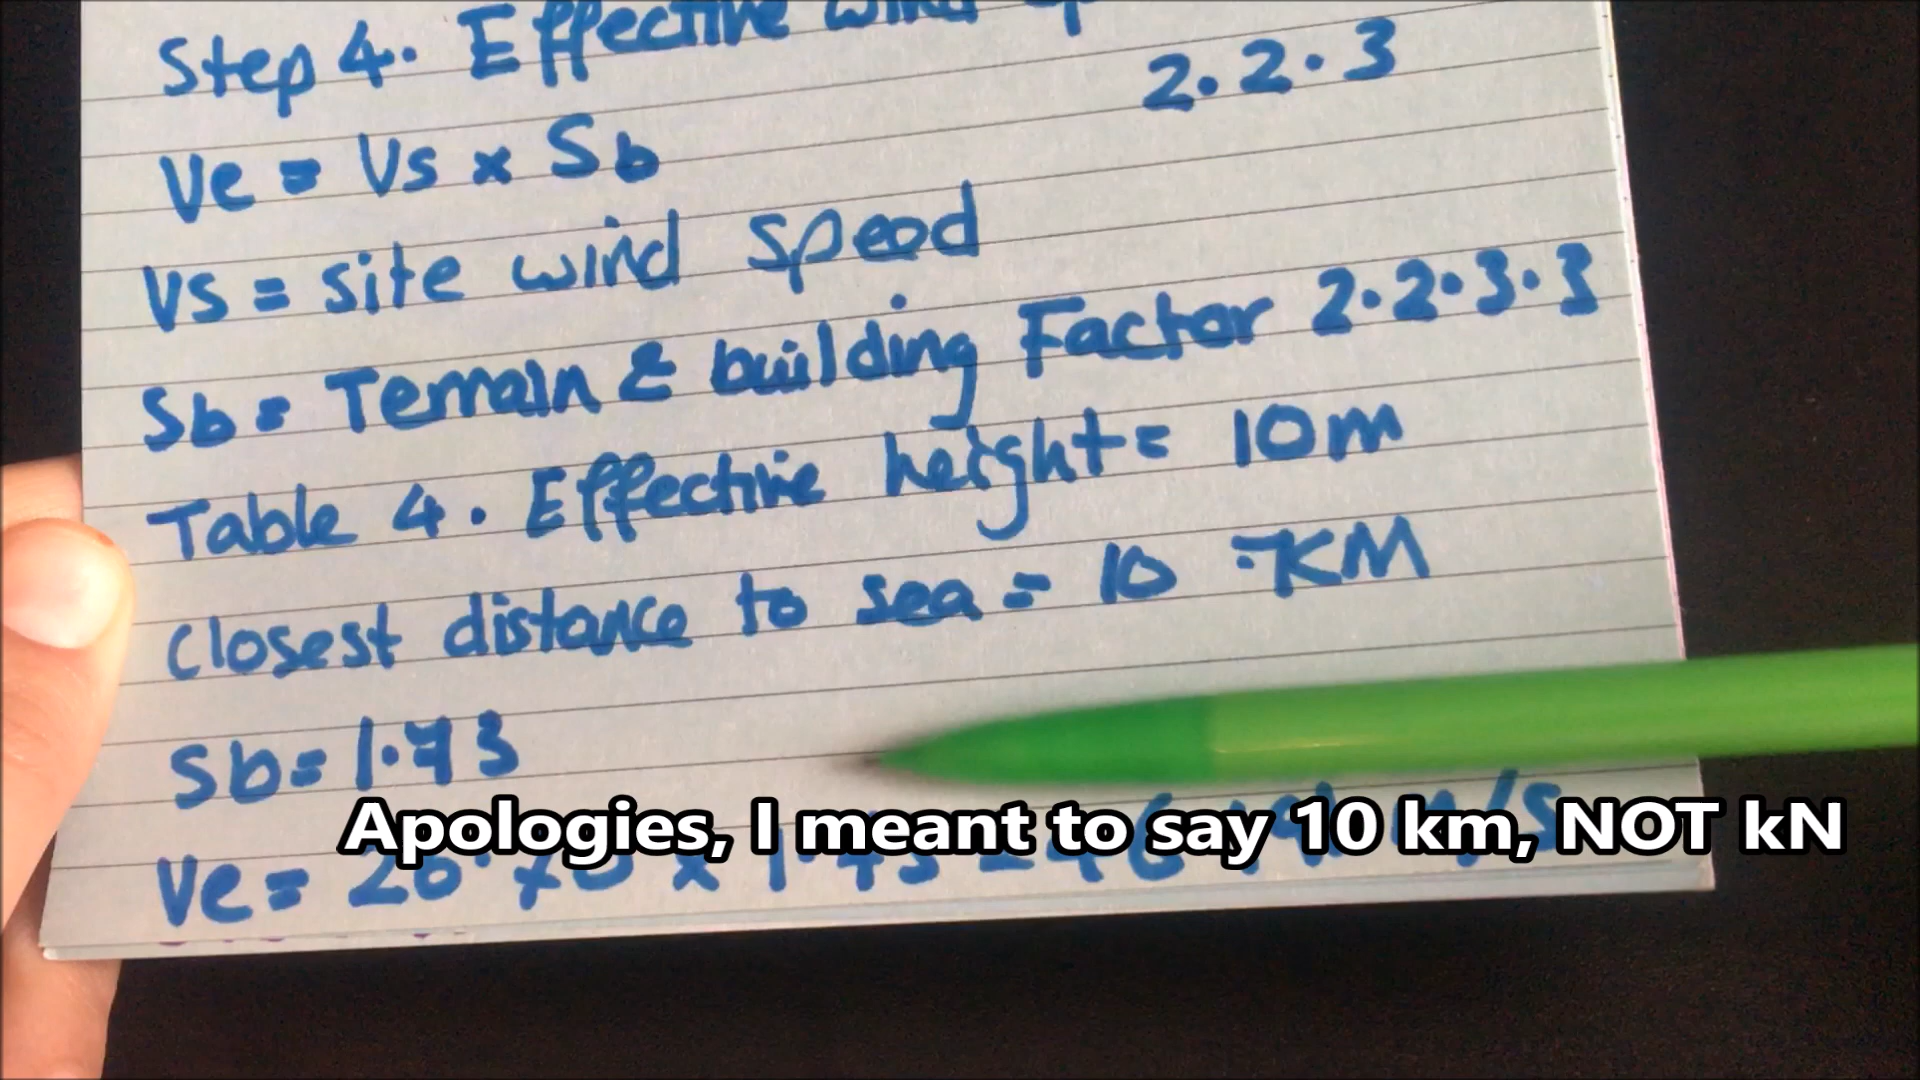 Step 4. Effective wind
2.2.3
Ve = Vs x Sb
Vs = site wind speed
Sb = Terrain & building Factor 2.2.3.3
Table 4. Effective height = 10m
Closest distance to sea = 10 KM
Sb = 1.73
Apologies, I meant to say 10 km, NOT kN
Ve =